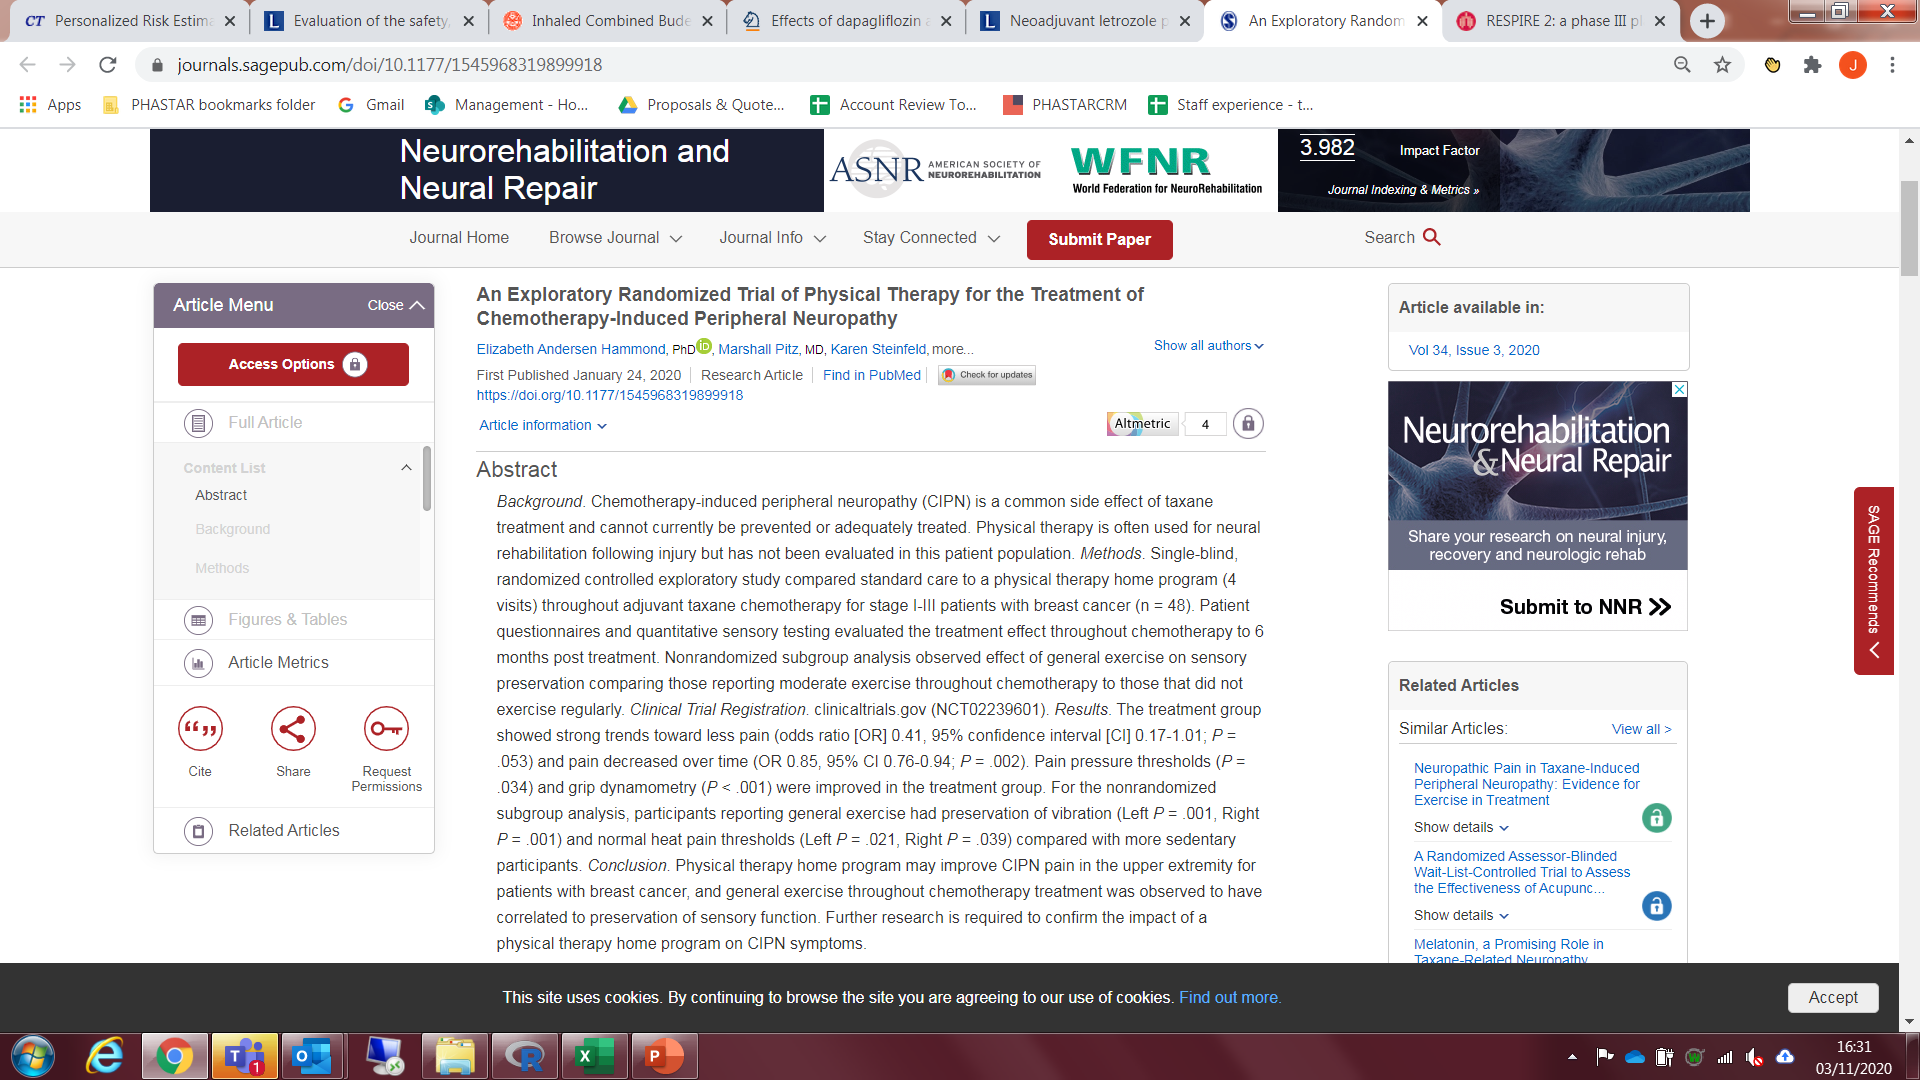 CT Personalized Risk Estima
L Evaluation of the safety,
Inhaled Combined Bude
Effects of dapagliflozin a
L Neoadjuvant letrozole p
S An Exploratory Random
RESPIRE 2: a phase III pl
journals.sagepub.com/doi/10.1177/1545968319899918
J
Apps
PHASTAR bookmarks folder
G Gmail
S Management - Ho...
Proposals & Quote...
Account Review To...
PHASTARCRM
Staff experience - t...
Neurorehabilitation and
Neural Repair
ASNR AMERICAN SOCIETY OF
NEUROREHABILITATION
WFNR
World Federation for NeuroRehabilitation
3.982 Impact Factor
Journal Indexing & Metrics »
Journal Home
Browse Journal
Journal Info
Stay Connected
Submit Paper
Search
Article Menu
Close
Access Options
Full Article
Content List
Abstract
Background
Methods
Figures & Tables
Article Metrics
Cite
Share
Request
Permissions
Related Articles
An Exploratory Randomized Trial of Physical Therapy for the Treatment of
Chemotherapy-Induced Peripheral Neuropathy
Elizabeth Andersen Hammond, PhD iD, Marshall Pitz, MD, Karen Steinfeld, more...
Show all authors
First Published January 24, 2020 Research Article Find in PubMed Check for updates
https://doi.org/10.1177/1545968319899918
Article information
Altmetric 4
Abstract
Background. Chemotherapy-induced peripheral neuropathy (CIPN) is a common side effect of taxane
treatment and cannot currently be prevented or adequately treated. Physical therapy is often used for neural
rehabilitation following injury but has not been evaluated in this patient population. Methods. Single-blind,
randomized controlled exploratory study compared standard care to a physical therapy home program (4
visits) throughout adjuvant taxane chemotherapy for stage I-III patients with breast cancer (n = 48). Patient
questionnaires and quantitative sensory testing evaluated the treatment effect throughout chemotherapy to 6
months post treatment. Nonrandomized subgroup analysis observed effect of general exercise on sensory
preservation comparing those reporting moderate exercise throughout chemotherapy to those that did not
exercise regularly. Clinical Trial Registration. clinicaltrials.gov (NCT02239601). Results. The treatment group
showed strong trends toward less pain (odds ratio [OR] 0.41, 95% confidence interval [CI] 0.17-1.01; P =
.053) and pain decreased over time (OR 0.85, 95% CI 0.76-0.94; P = .002). Pain pressure thresholds (P =
.034) and grip dynamometry (P < .001) were improved in the treatment group. For the nonrandomized
subgroup analysis, participants reporting general exercise had preservation of vibration (Left P = .001, Right
P = .001) and normal heat pain thresholds (Left P = .021, Right P = .039) compared with more sedentary
participants. Conclusion. Physical therapy home program may improve CIPN pain in the upper extremity for
patients with breast cancer, and general exercise throughout chemotherapy treatment was observed to have
correlated to preservation of sensory function. Further research is required to confirm the impact of a
physical therapy home program on CIPN symptoms.
Article available in:
Vol 34, Issue 3, 2020
Neurorehabilitation
& Neural Repair
Share your research on neural injury,
recovery and neurologic rehab
Submit to NNR
Related Articles
Similar Articles:
View all >
Neuropathic Pain in Taxane-Induced
Peripheral Neuropathy: Evidence for
Exercise in Treatment
Show details
A Randomized Assessor-Blinded
Wait-List-Controlled Trial to Assess
the Effectiveness of Acupunc...
Show details
Melatonin, a Promising Role in
Taxane-Related Neuropathy
SAGE Recommends
This site uses cookies. By continuing to browse the site you are agreeing to our use of cookies. Find out more.
Accept
16:31
03/11/2020